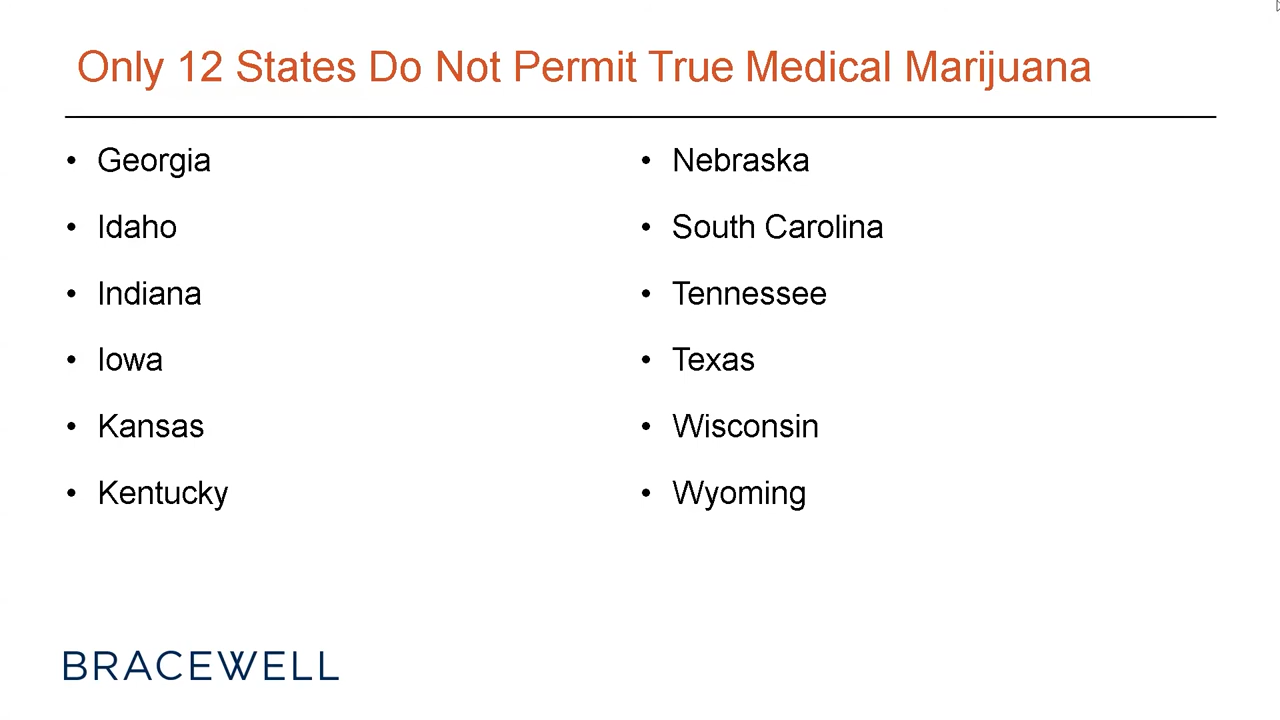 Only 12 States Do Not Permit True Medical Marijuana
• Georgia
• Idaho
• Indiana
• Iowa
• Kansas
• Kentucky
• Nebraska
• South Carolina
• Tennessee
• Texas
• Wisconsin
• Wyoming
BRACEWELL